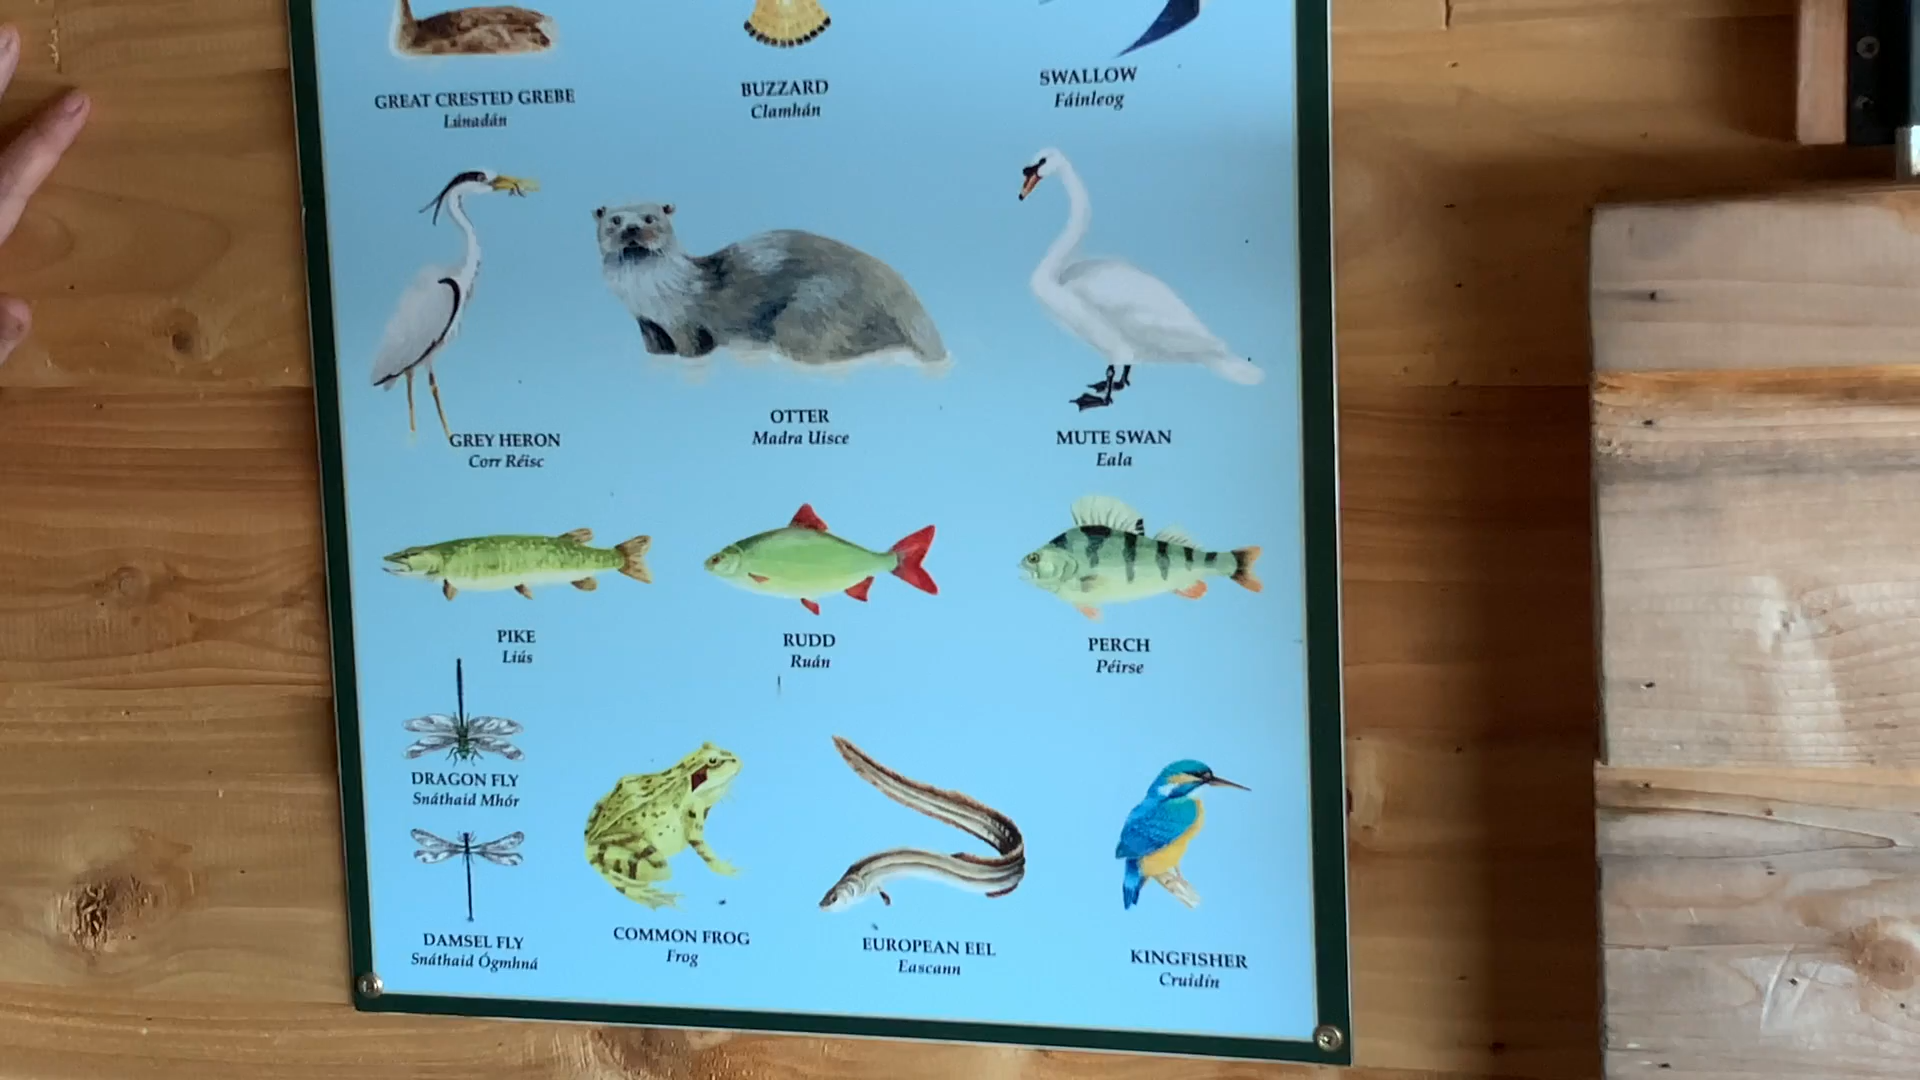 GREAT CRESTED GREBE
Lúnadán
BUZZARD
Clamhán
SWALLOW
Fáinleog
GREY HERON
Corr Réisc
OTTER
Madra Uisce
MUTE SWAN
Eala
PIKE
Liús
RUDD
Ruán
PERCH
Péirse
DRAGON FLY
Snáthaid Mhór
DAMSEL FLY
Snáthaid Ógmhná
COMMON FROG
Frog
EUROPEAN EEL
Eascann
KINGFISHER
Cruidín